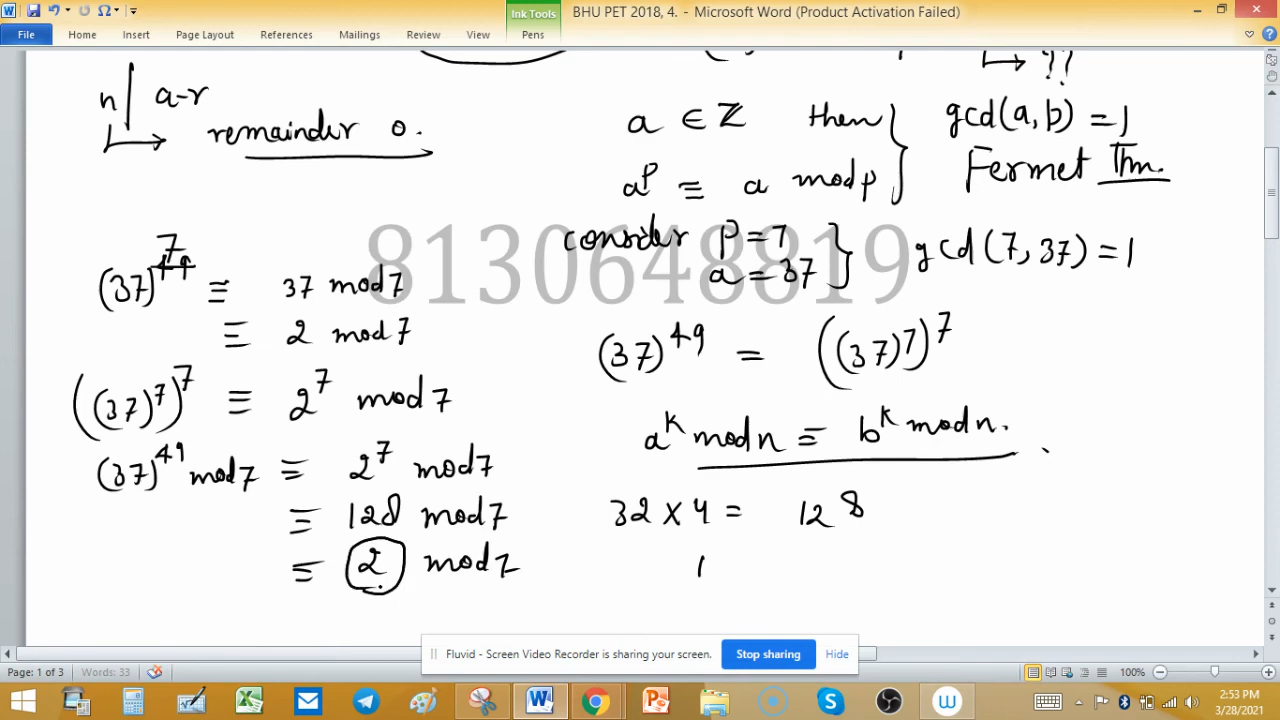 Ink Tools
BHU PET 2018, 4. - Microsoft Word (Product Activation Failed)
File Home Insert Page Layout References Mailings Review View Pens
n | a-r
remainder 0.
↦ ??
a ∈ ℤ then
a^p ≡ a mod p
gcd(a, b) = 1
Fermet Thm.
8130648819
consider p = 7
a = 37
gcd(7, 37) = 1
(37)^7 ≡ 37 mod 7
≡ 2 mod 7
(37)^49 = ((37)^7)^7
((37)^7)^7 ≡ 2^7 mod 7
a^k mod n ≡ b^k mod n.
(37)^49 mod 7 ≡ 2^7 mod 7
≡ 128 mod 7
32 × 4 = 128
≡ 2 mod 7
Fluvid - Screen Video Recorder is sharing your screen. Stop sharing Hide
Page: 1 of 3 Words: 33 100%
2:53 PM
3/28/2021